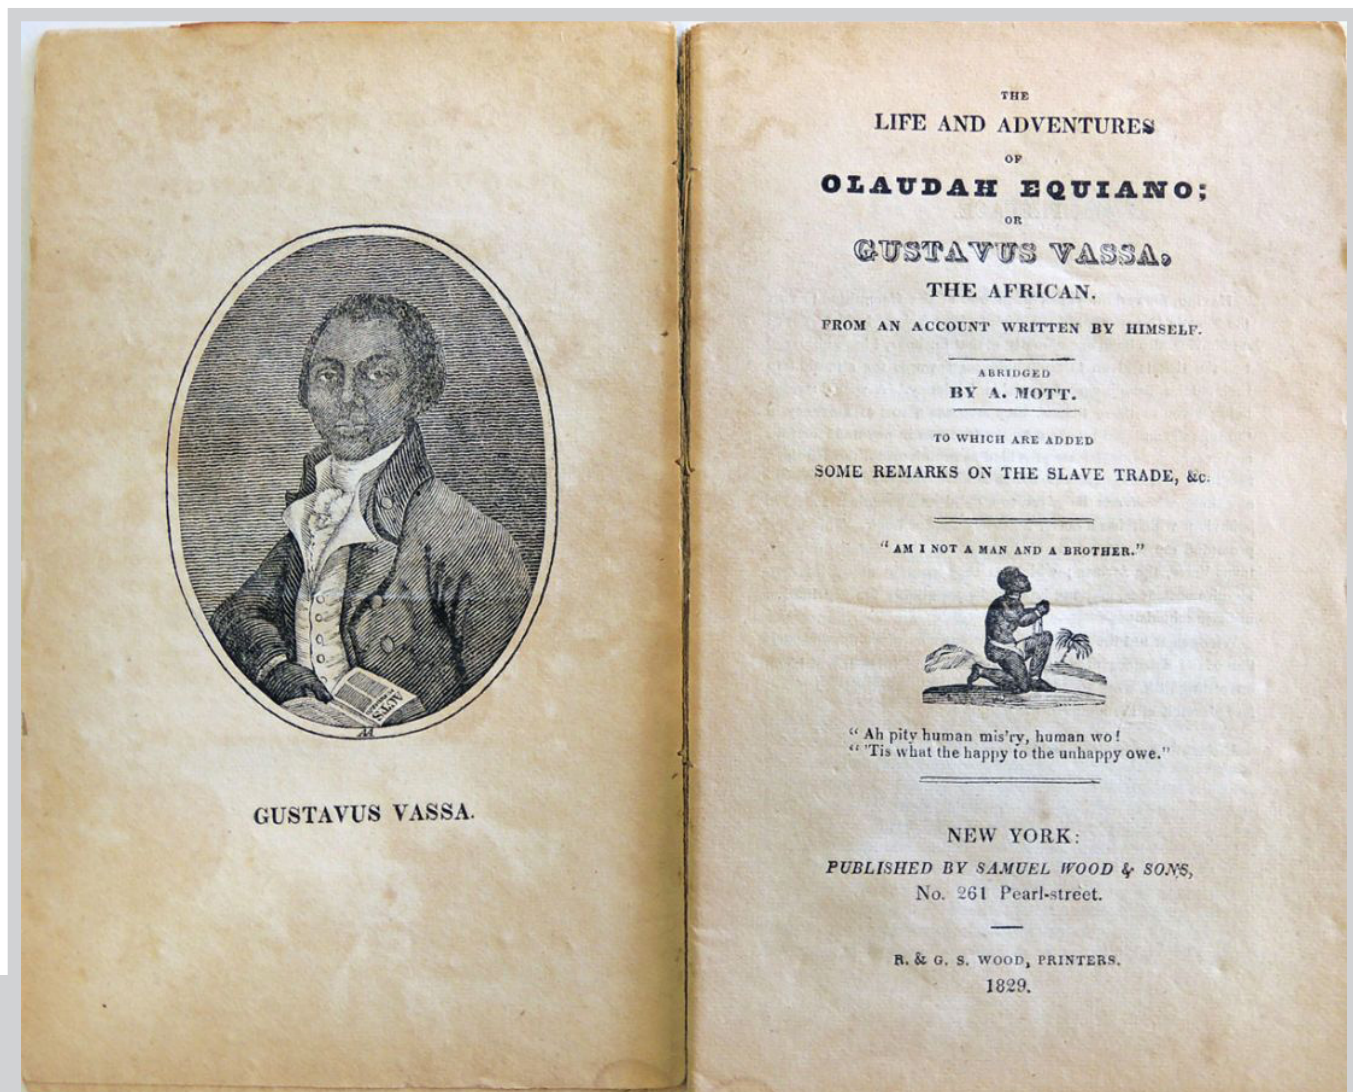 ACTS
GUSTAVUS VASSA.
THE
LIFE AND ADVENTURES
OF
OLAUDAH EQUIANO;
OR
GUSTAVUS VASSA,
THE AFRICAN.
FROM AN ACCOUNT WRITTEN BY HIMSELF.
ABRIDGED
BY A. MOTT.
TO WHICH ARE ADDED
SOME REMARKS ON THE SLAVE TRADE, &c.
"AM I NOT A MAN AND A BROTHER."
"Ah pity human mis'ry, human wo!
"'Tis what the happy to the unhappy owe."
NEW YORK:
PUBLISHED BY SAMUEL WOOD & SONS,
No. 261 Pearl-street.
R. & G. S. WOOD, PRINTERS.
1829.